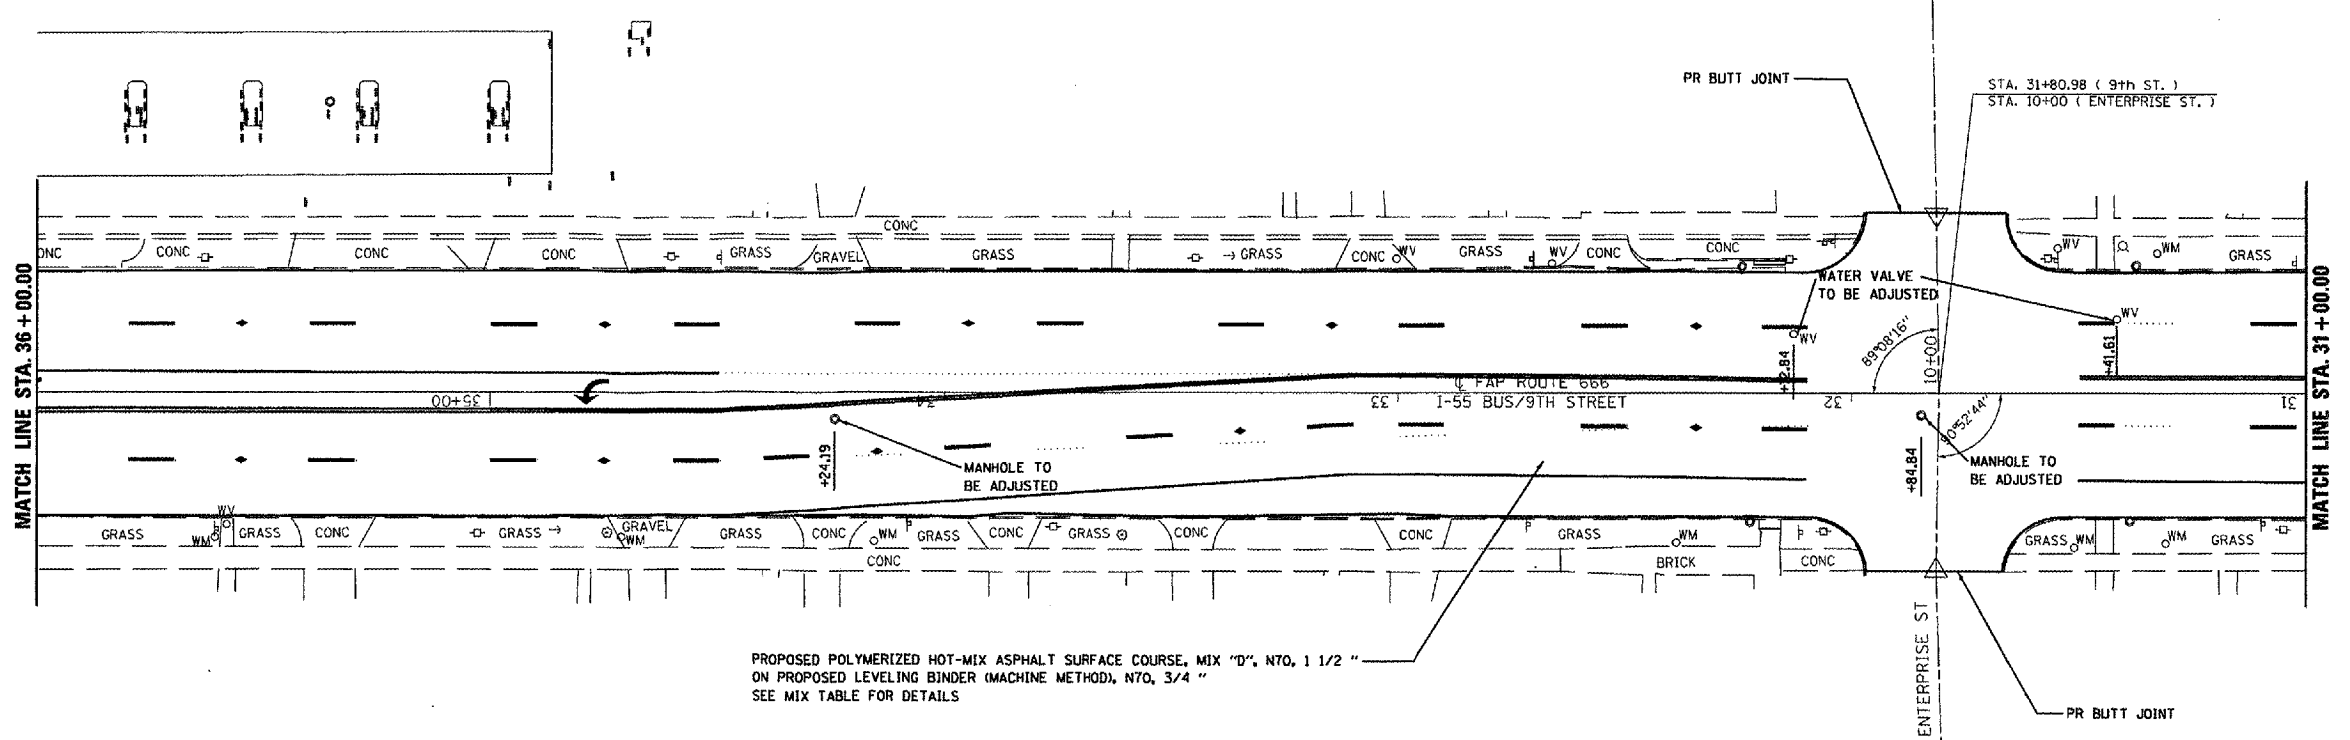 PR BUTT JOINT
STA. 31+80.98 ( 9th ST. )
STA. 10+00 ( ENTERPRISE ST. )
CONC
ONC
CONC
CONC
CONC
GRASS
GRAVEL
GRASS
GRASS
CONC
WV
GRASS
WV
CONC
CONC
WV
WM
GRASS
WATER VALVE
TO BE ADJUSTED
MATCH LINE STA. 36+00.00
MATCH LINE STA. 31+00.00
WV
WV
+41.61
89°08'16"
10+00
℄ FAP ROUTE 666
I-55 BUS/9TH STREET
35+00
34
33
32
31
90°52'44"
+24.19
MANHOLE TO
BE ADJUSTED
+84.84
MANHOLE TO
BE ADJUSTED
GRASS
WV
WM
GRASS
CONC
GRASS
GRAVEL
WM
GRASS
CONC
WM
GRASS
CONC
GRASS
CONC
CONC
GRASS
WM
GRASS
WM
WM
GRASS
CONC
BRICK
CONC
ENTERPRISE ST
PROPOSED POLYMERIZED HOT-MIX ASPHALT SURFACE COURSE, MIX "D", N70, 1 1/2 "
ON PROPOSED LEVELING BINDER (MACHINE METHOD), N70, 3/4 "
SEE MIX TABLE FOR DETAILS
PR BUTT JOINT